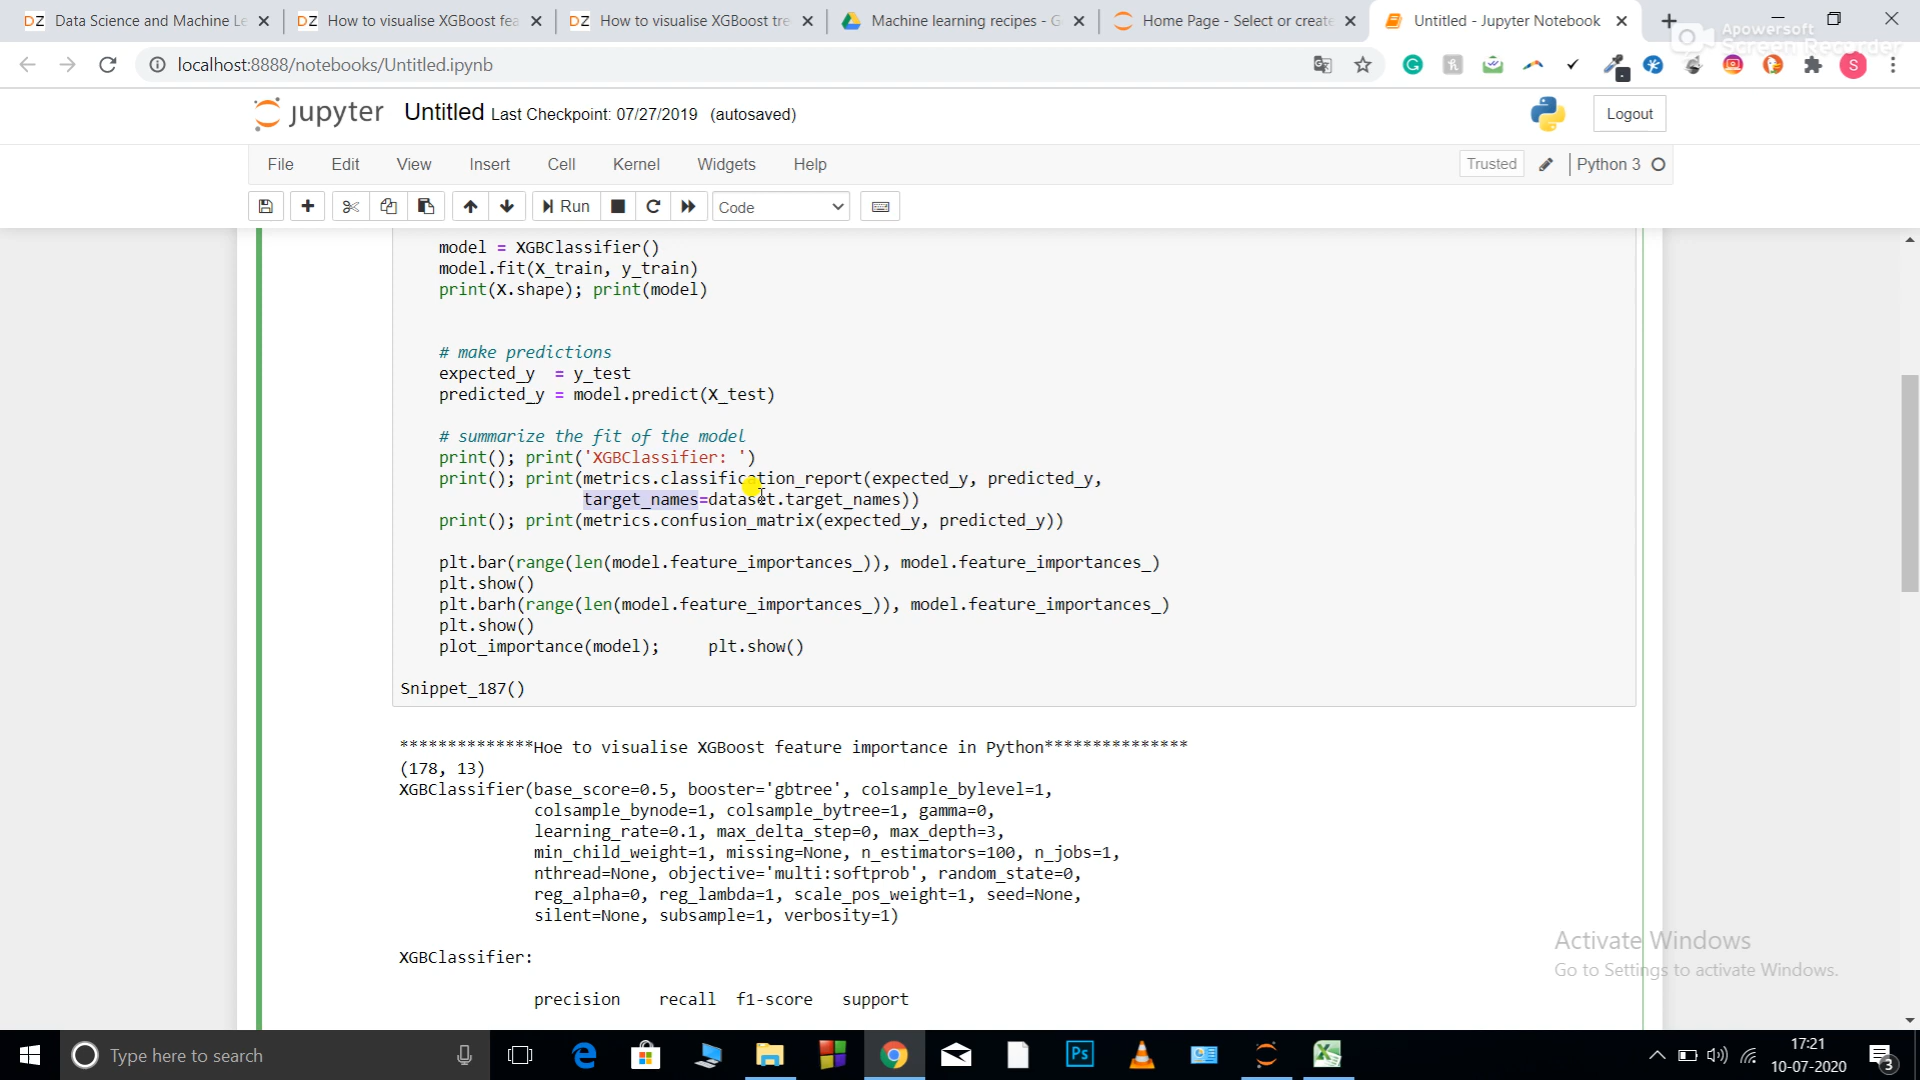 DZ Data Science and Machine Le
DZ How to visualise XGBoost fea
DZ How to visualise XGBoost tre
Machine learning recipes - G
Home Page - Select or create
Untitled - Jupyter Notebook
Apowersoft
Screen Recorder
localhost:8888/notebooks/Untitled.ipynb
S
jupyter Untitled Last Checkpoint: 07/27/2019 (autosaved)
Logout
File Edit View Insert Cell Kernel Widgets Help
Trusted Python 3
Run Code
model = XGBClassifier()
model.fit(X_train, y_train)
print(X.shape); print(model)
# make predictions
expected_y = y_test
predicted_y = model.predict(X_test)
# summarize the fit of the model
print(); print('XGBClassifier: ')
print(); print(metrics.classification_report(expected_y, predicted_y,
target_names=dataset.target_names))
print(); print(metrics.confusion_matrix(expected_y, predicted_y))
plt.bar(range(len(model.feature_importances_)), model.feature_importances_)
plt.show()
plt.barh(range(len(model.feature_importances_)), model.feature_importances_)
plt.show()
plot_importance(model); plt.show()
Snippet_187()
**************Hoe to visualise XGBoost feature importance in Python***************
(178, 13)
XGBClassifier(base_score=0.5, booster='gbtree', colsample_bylevel=1,
colsample_bynode=1, colsample_bytree=1, gamma=0,
learning_rate=0.1, max_delta_step=0, max_depth=3,
min_child_weight=1, missing=None, n_estimators=100, n_jobs=1,
nthread=None, objective='multi:softprob', random_state=0,
reg_alpha=0, reg_lambda=1, scale_pos_weight=1, seed=None,
silent=None, subsample=1, verbosity=1)
XGBClassifier:
precision recall f1-score support
Activate Windows
Go to Settings to activate Windows.
Type here to search
Ps
17:21
10-07-2020
3